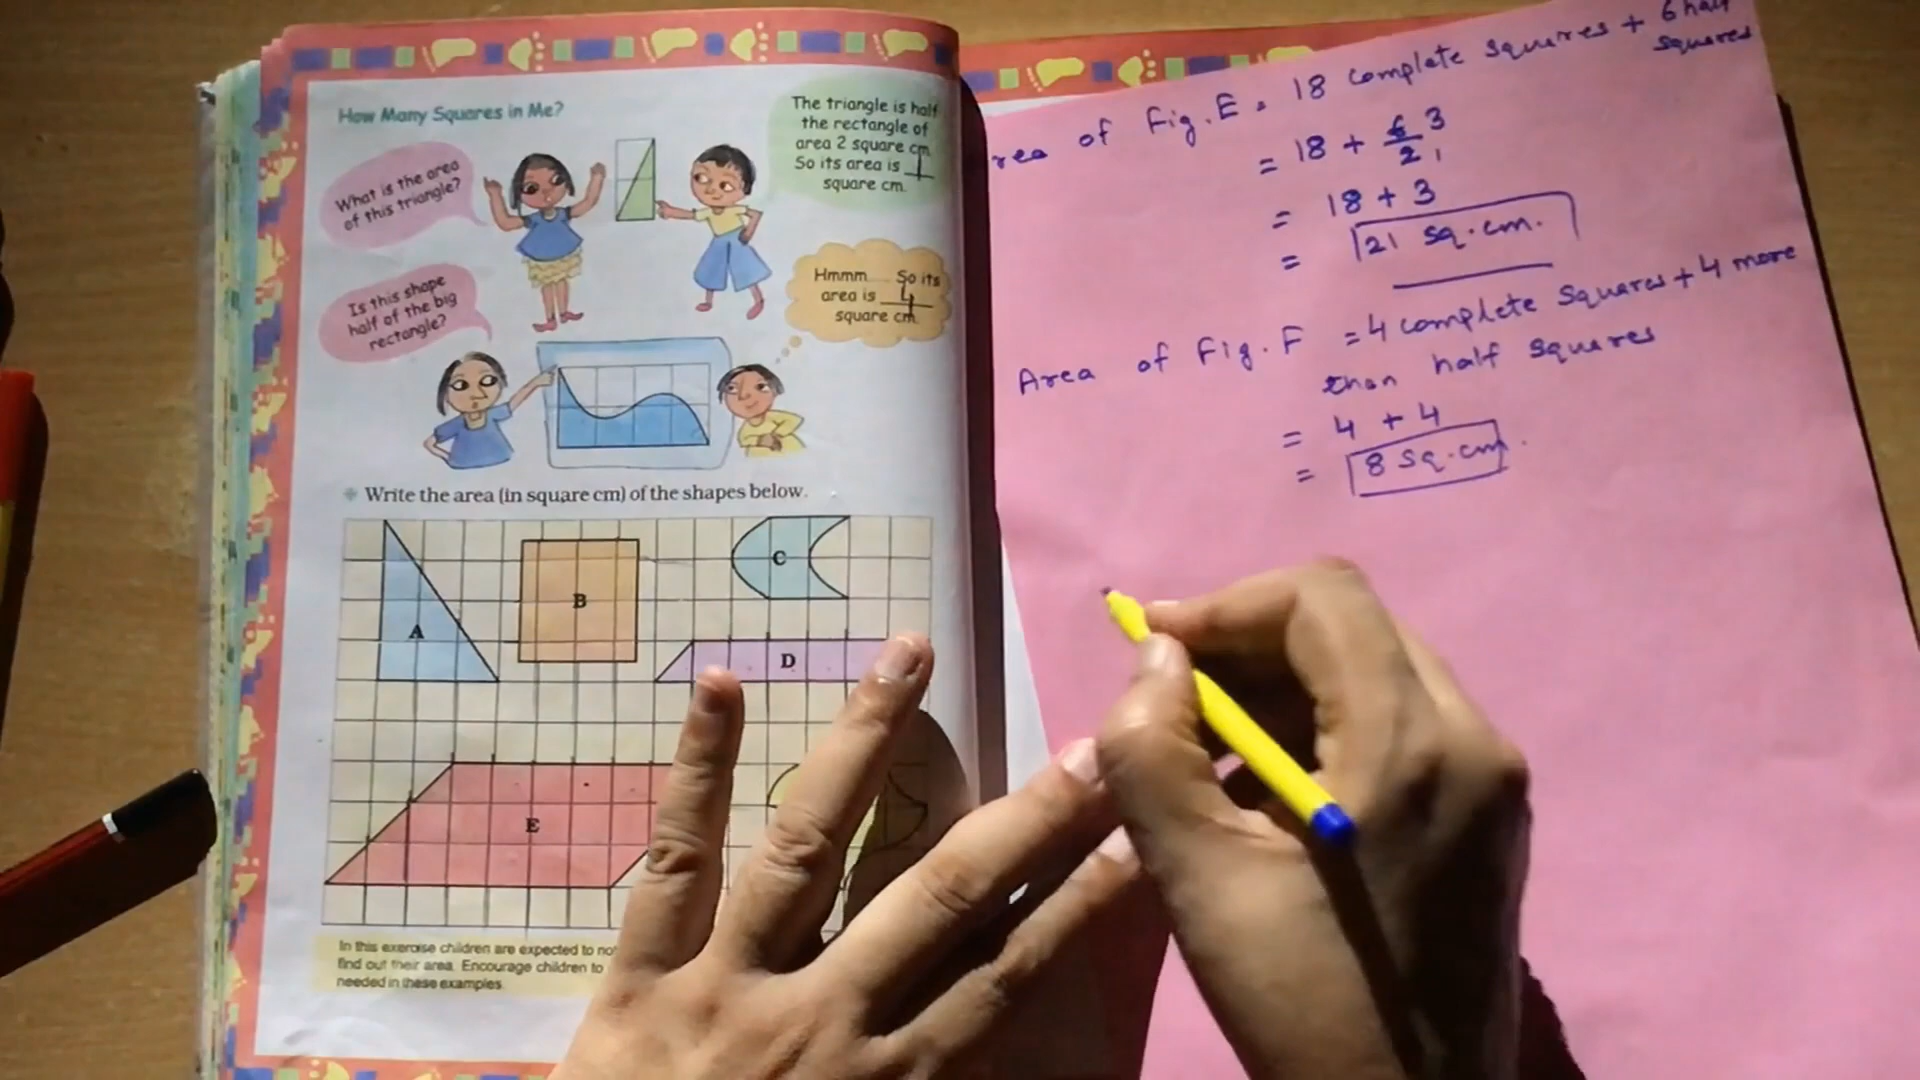 How Many Squares in Me?
What is the area
of this triangle?
The triangle is half
the rectangle of
area 2 square cm
So its area is 1
square cm.
Is this shape
half of the big
rectangle?
Hmmm.... So its
area is 4
square cm
Write the area (in square cm) of the shapes below.
A
B
C
D
E
In this exercise children are expected to
find out their area. Encourage children to
needed in these examples.
of Fig. E = 18 complete squares + 6 half
squares
= 18 + 6/2 3 1
= 18 + 3
= 21 sq.cm.
Area of Fig. F = 4 complete squares + 4 more
than half squares
= 4 + 4
= 8 sq.cm.